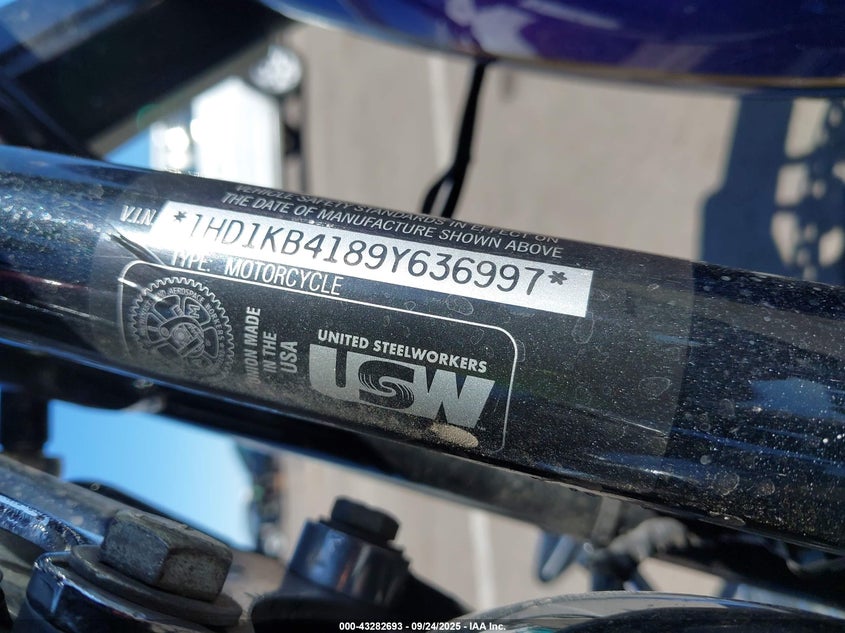 VEHICLE SAFETY STANDARDS IN EFFECT ON
THE DATE OF MANUFACTURE SHOWN ABOVE
V.I.N.
*1HD1KB4189Y636997*
TYPE: MOTORCYCLE
AEROSPACE
UNION MADE
IN THE
USA
UNITED STEELWORKERS
USW
000-43282693 - 09/24/2025 - IAA Inc.